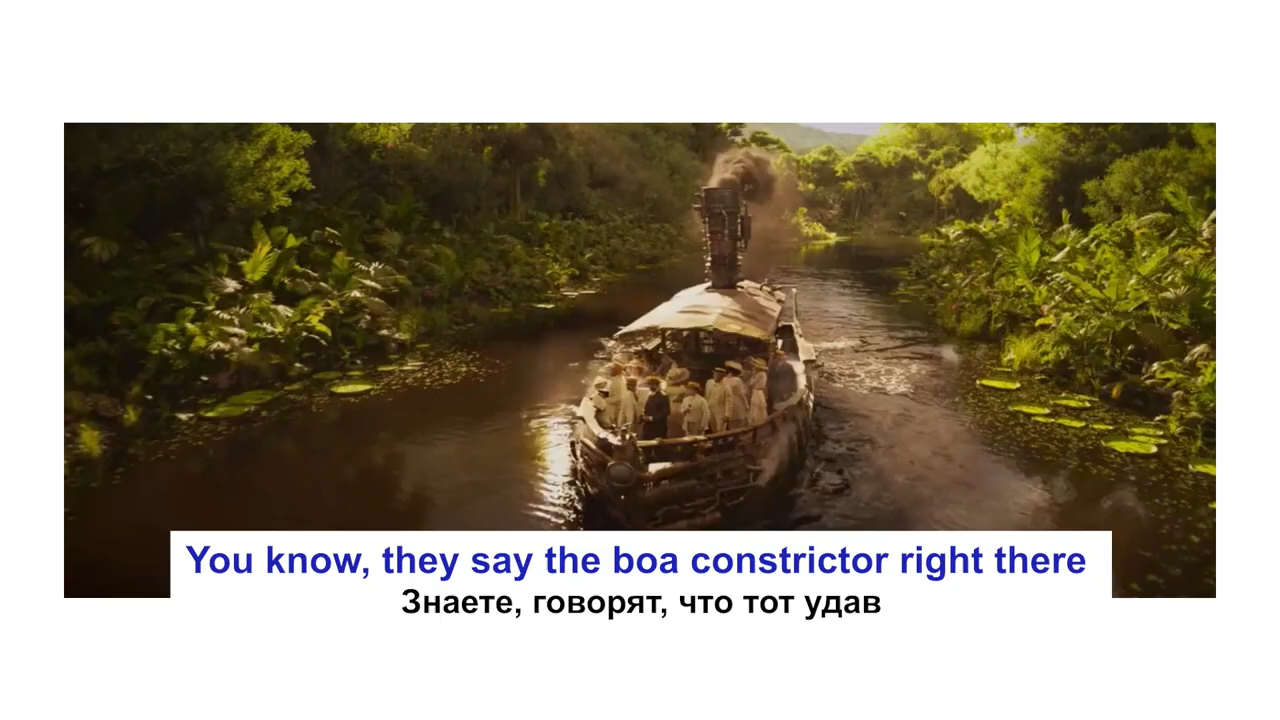 You know, they say the boa constrictor right there
Знаете, говорят, что тот удав